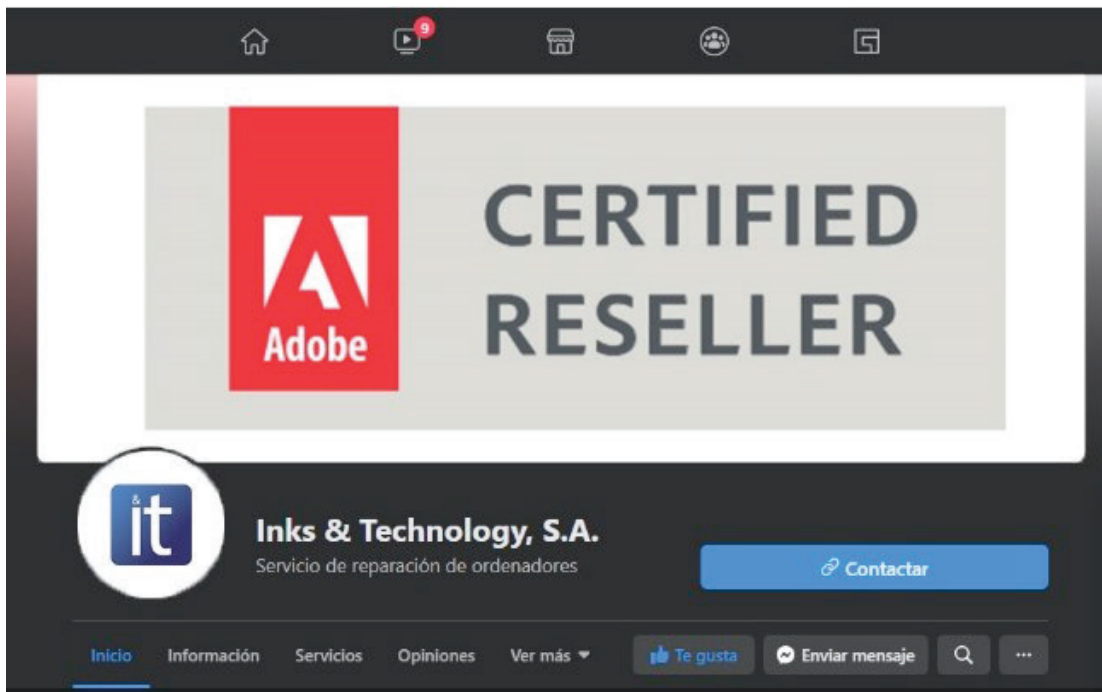 9
CERTIFIED
RESELLER
Adobe
&
it
Inks & Technology, S.A.
Servicio de reparación de ordenadores
Contactar
Inicio Información Servicios Opiniones Ver más Te gusta Enviar mensaje ...